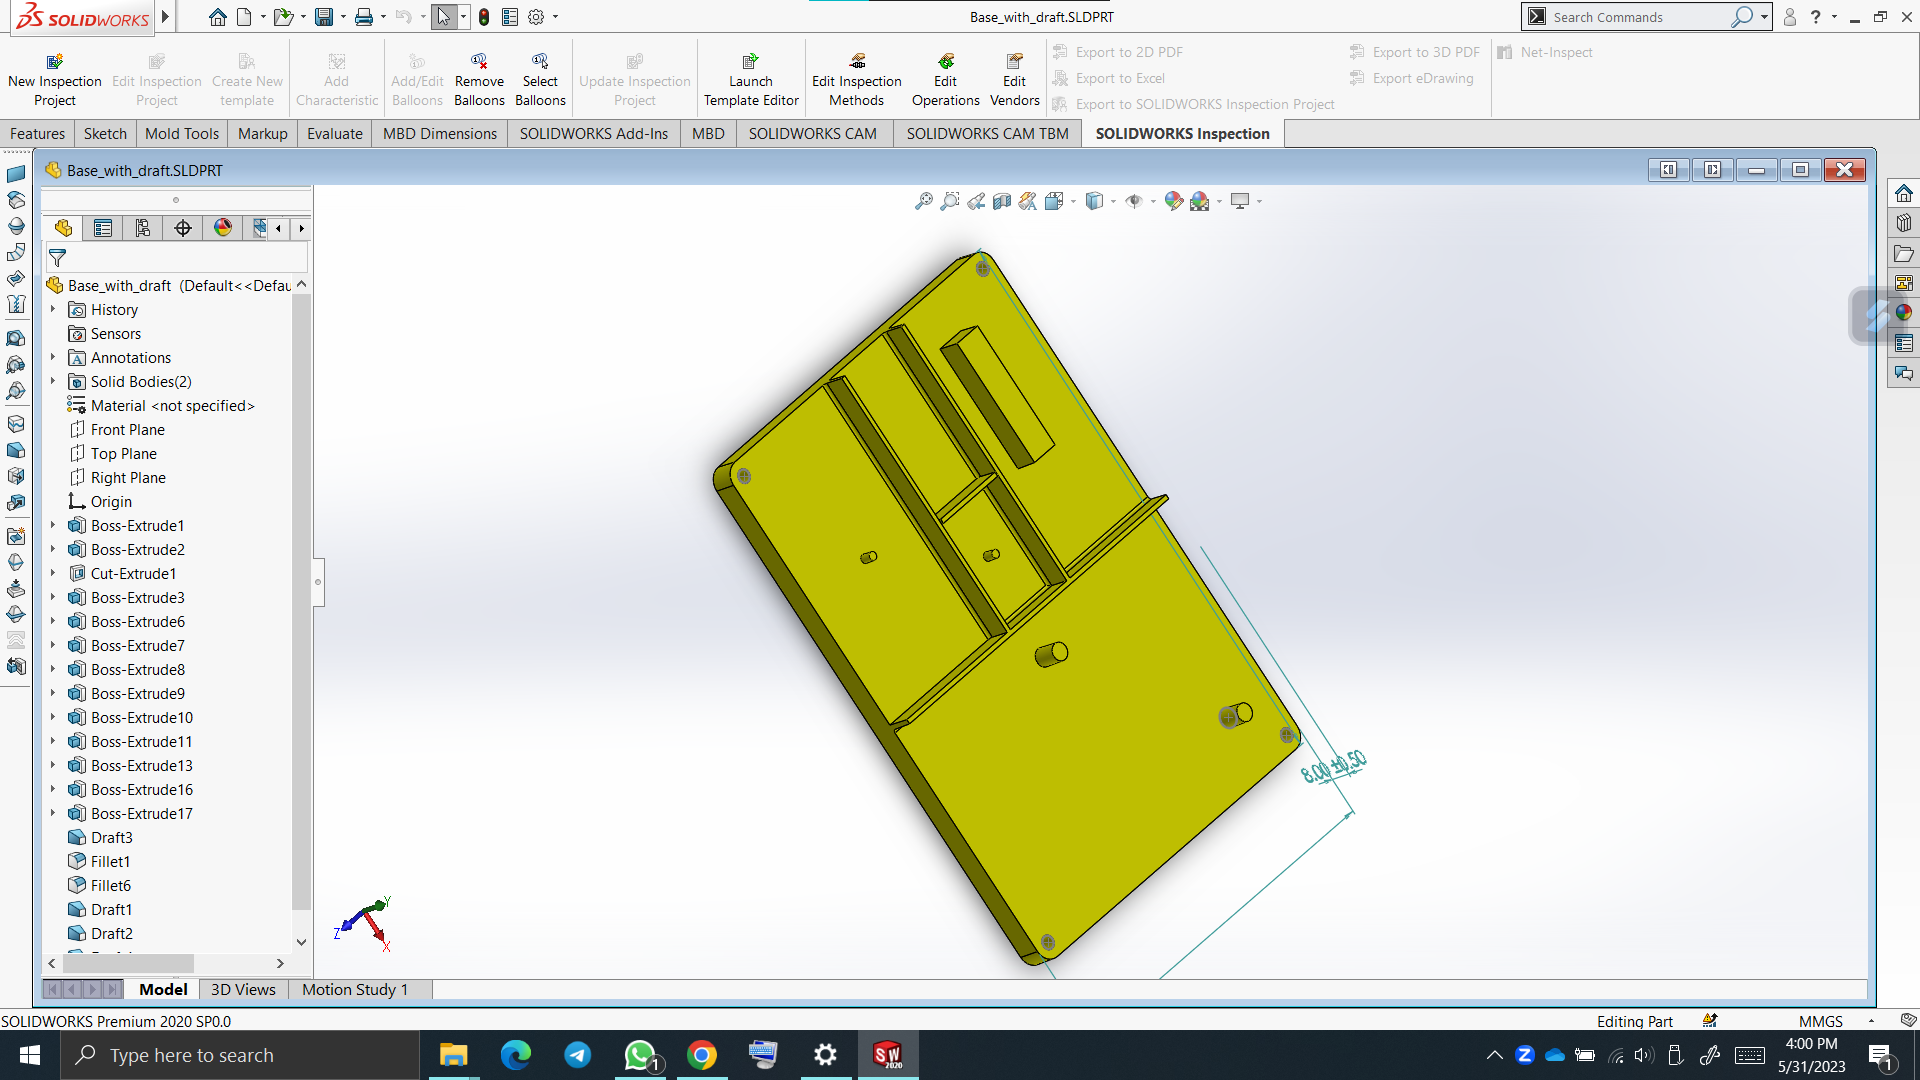 SOLIDWORKS
Base_with_draft.SLDPRT
Search Commands
New Inspection Project
Edit Inspection Project
Create New template
Add Characteristic
Add/Edit Balloons
Remove Balloons
Select Balloons
Update Inspection Project
Launch Template Editor
Edit Inspection Methods
Edit Operations
Edit Vendors
Export to 2D PDF
Export to Excel
Export to SOLIDWORKS Inspection Project
Export to 3D PDF
Export eDrawing
Net-Inspect
Features
Sketch
Mold Tools
Markup
Evaluate
MBD Dimensions
SOLIDWORKS Add-Ins
MBD
SOLIDWORKS CAM
SOLIDWORKS CAM TBM
SOLIDWORKS Inspection
Base_with_draft.SLDPRT
Base_with_draft (Default<<Defau
History
Sensors
Annotations
Solid Bodies(2)
Material <not specified>
Front Plane
Top Plane
Right Plane
Origin
Boss-Extrude1
Boss-Extrude2
Cut-Extrude1
Boss-Extrude3
Boss-Extrude6
Boss-Extrude7
Boss-Extrude8
Boss-Extrude9
Boss-Extrude10
Boss-Extrude11
Boss-Extrude13
Boss-Extrude16
Boss-Extrude17
Draft3
Fillet1
Fillet6
Draft1
Draft2
8.00 ±0.50
Y
Z
X
Model
3D Views
Motion Study 1
SOLIDWORKS Premium 2020 SP0.0
Editing Part
MMGS
Type here to search
1
SW
2020
4:00 PM
5/31/2023
1